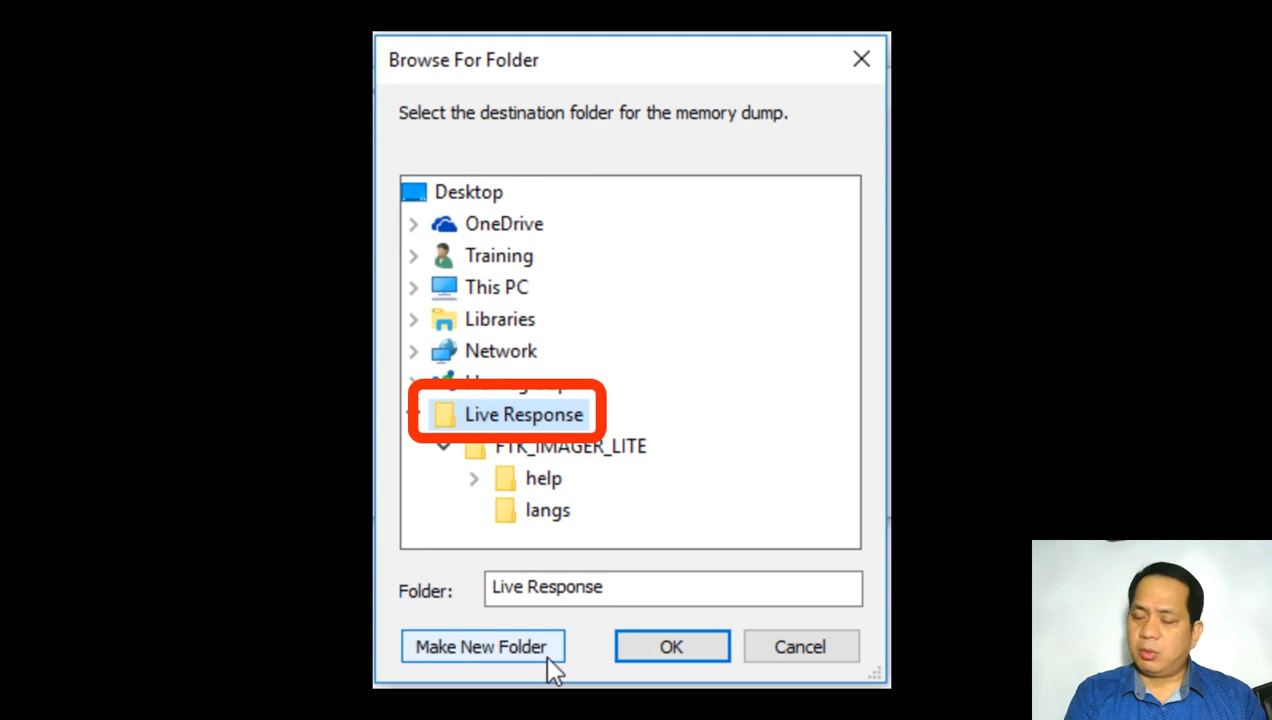 Browse For Folder
Select the destination folder for the memory dump.
Desktop
OneDrive
Training
This PC
Libraries
Network
Live Response
FTK_IMAGER_LITE
help
langs
Folder:
Live Response
Make New Folder
OK
Cancel